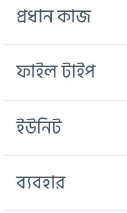 প্রধান কাজ
ফাইল টাইপ
ইউনিট
ব্যবহার